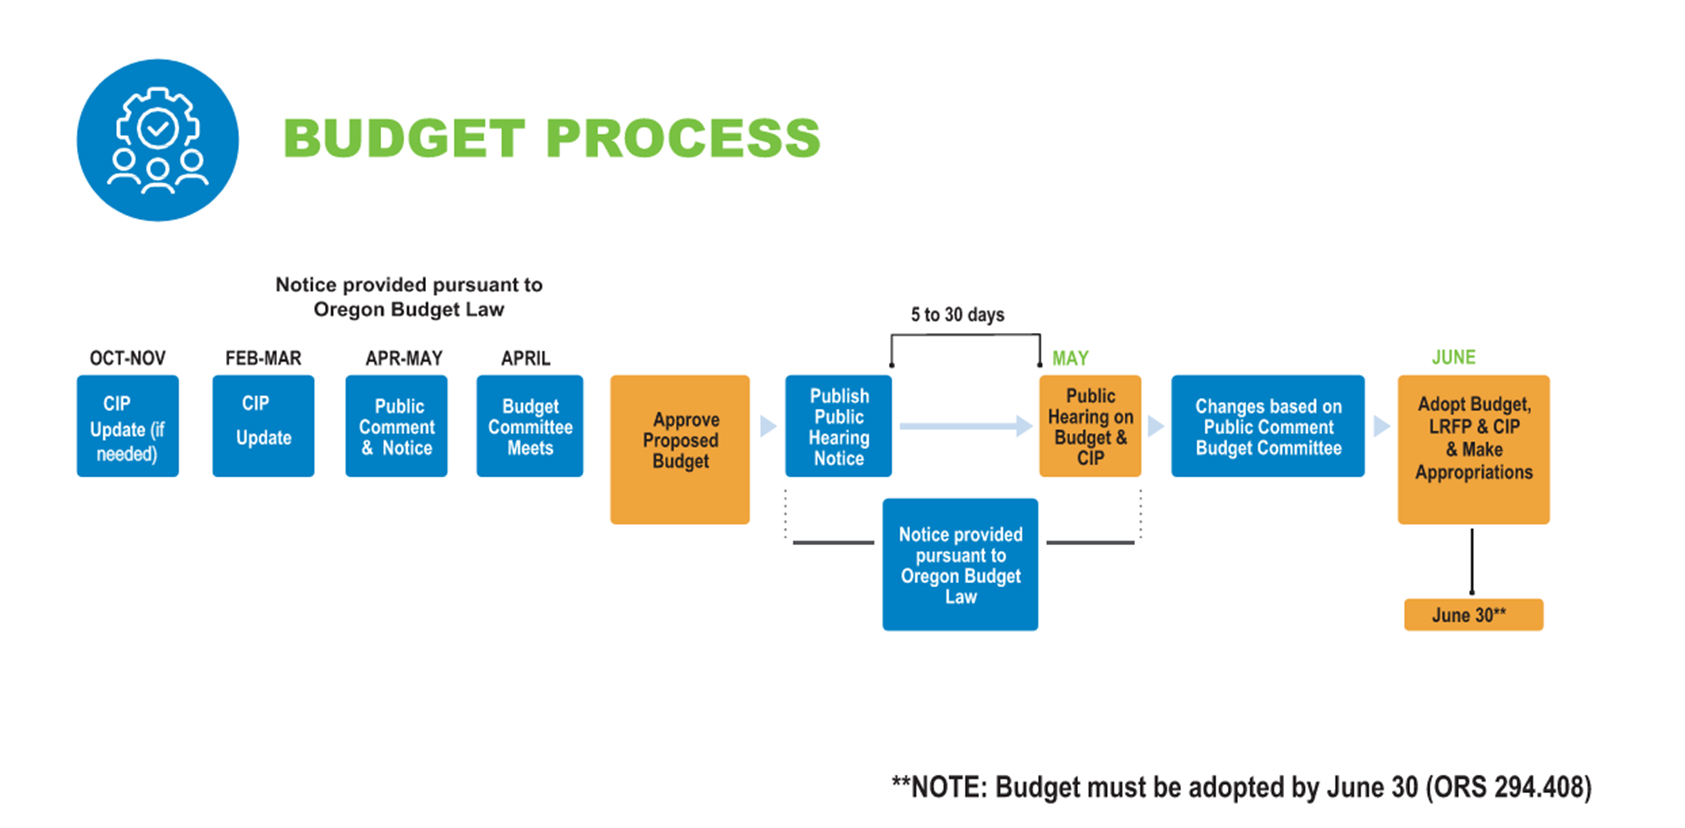 BUDGET PROCESS
Notice provided pursuant to
Oregon Budget Law
OCT-NOV
CIP
Update (if
needed)
FEB-MAR
CIP
Update
APR-MAY
Public
Comment
& Notice
APRIL
Budget
Committee
Meets
Approve
Proposed
Budget
5 to 30 days
Publish
Public
Hearing
Notice
MAY
Public
Hearing on
Budget &
CIP
Notice provided
pursuant to
Oregon Budget
Law
Changes based on
Public Comment
Budget Committee
JUNE
Adopt Budget,
LRFP & CIP
& Make
Appropriations
June 30**
**NOTE: Budget must be adopted by June 30 (ORS 294.408)